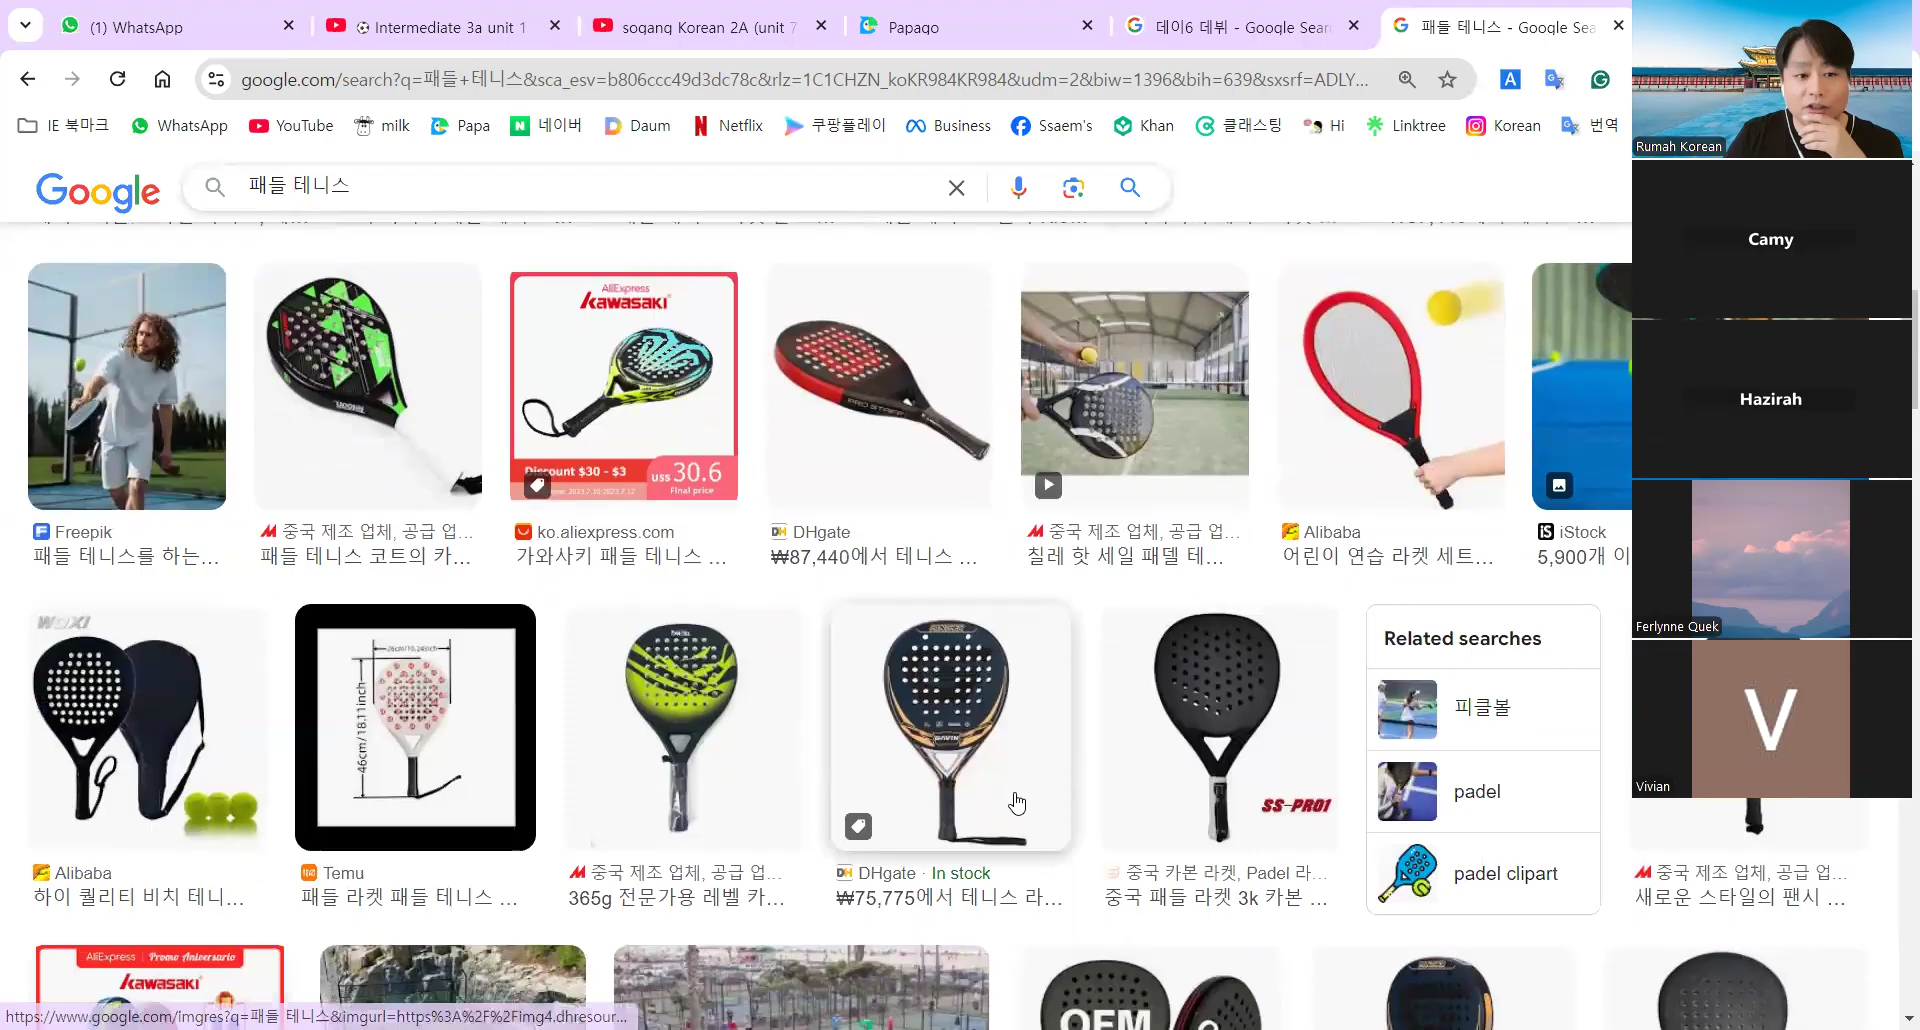 (1) WhatsApp
Intermediate 3a unit 1
sogang Korean 2A (unit 7
Papago
데이6 데뷔 - Google Sear
패들 테니스 - Google Sea
google.com/search?q=패들+테니스&sca_esv=b806ccc49d3dc78c&rlz=1C1CHZN_koKR984KR984&udm=2&biw=1396&bih=639&sxsrf=ADLY...
IE 북마크
WhatsApp
YouTube
milk
Papa
네이버
Daum
Netflix
쿠팡플레이
Business
Ssaem's
Khan
클래스팅
Hi
Linktree
Korean
번역
Google
패들 테니스
Rumah Korean
Camy
Hazirah
Ferlynne Quek
V
Vivian
AliExpress
Kawasaki
Discount $30 - $3
US$ 30.6
Final price
PRO STAFF
Freepik
패들 테니스를 하는...
중국 제조 업체, 공급 업...
패들 테니스 코트의 카...
ko.aliexpress.com
가와사키 패들 테니스 ...
DHgate
₩87,440에서 테니스 ...
중국 제조 업체, 공급 업...
칠레 핫 세일 패델 테...
Alibaba
어린이 연습 라켓 세트...
iStock
5,900개 이
26cm/10.24inch
46cm/18.11inch
SS-PR01
Related searches
피클볼
padel
padel clipart
Alibaba
하이 퀄리티 비치 테니...
Temu
패들 라켓 패들 테니스 ...
중국 제조 업체, 공급 업...
365g 전문가용 레벨 카...
DHgate · In stock
₩75,775에서 테니스 라...
중국 카본 라켓, Padel 라...
중국 패들 라켓 3k 카본 ...
중국 제조 업체, 공급 업...
새로운 스타일의 팬시 ...
AliExpress | Promo Aniversario
Kawasaki
OEM
https://www.google.com/imgres?q=패들 테니스&imgurl=https%3A%2F%2Fimg4.dhresour...